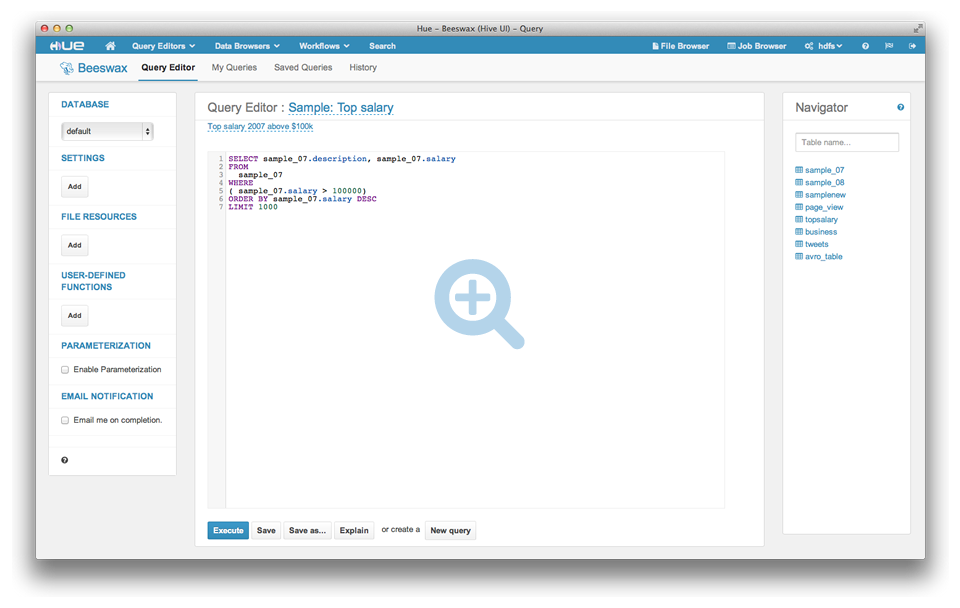 Hue – Beeswax (Hive UI) – Query
HUE Query Editors Data Browsers Workflows Search File Browser Job Browser hdfs ?
Beeswax Query Editor My Queries Saved Queries History
DATABASE
default
SETTINGS
Add
FILE RESOURCES
Add
USER-DEFINED
FUNCTIONS
Add
PARAMETERIZATION
Enable Parameterization
EMAIL NOTIFICATION
Email me on completion.
?
Query Editor : Sample: Top salary
Top salary 2007 above $100k
1 SELECT sample_07.description, sample_07.salary
2 FROM
3 sample_07
4 WHERE
5 ( sample_07.salary > 100000)
6 ORDER BY sample_07.salary DESC
7 LIMIT 1000
Execute Save Save as... Explain or create a New query
Navigator ?
Table name...
sample_07
sample_08
samplenew
page_view
topsalary
business
tweets
avro_table